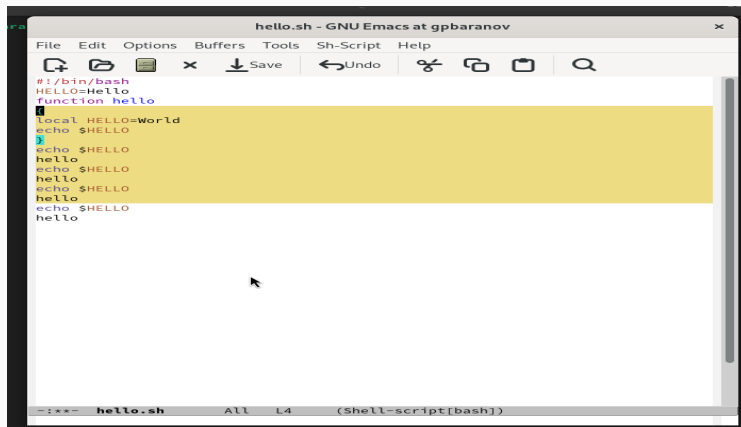 ara
hello.sh - GNU Emacs at gpbaranov
File Edit Options Buffers Tools Sh-Script Help
Save Undo
#!/bin/bash
HELLO=Hello
function hello
{
local HELLO=World
echo $HELLO
}
echo $HELLO
hello
echo $HELLO
hello
echo $HELLO
hello
echo $HELLO
hello
-:**- hello.sh All L4 (Shell-script[bash])